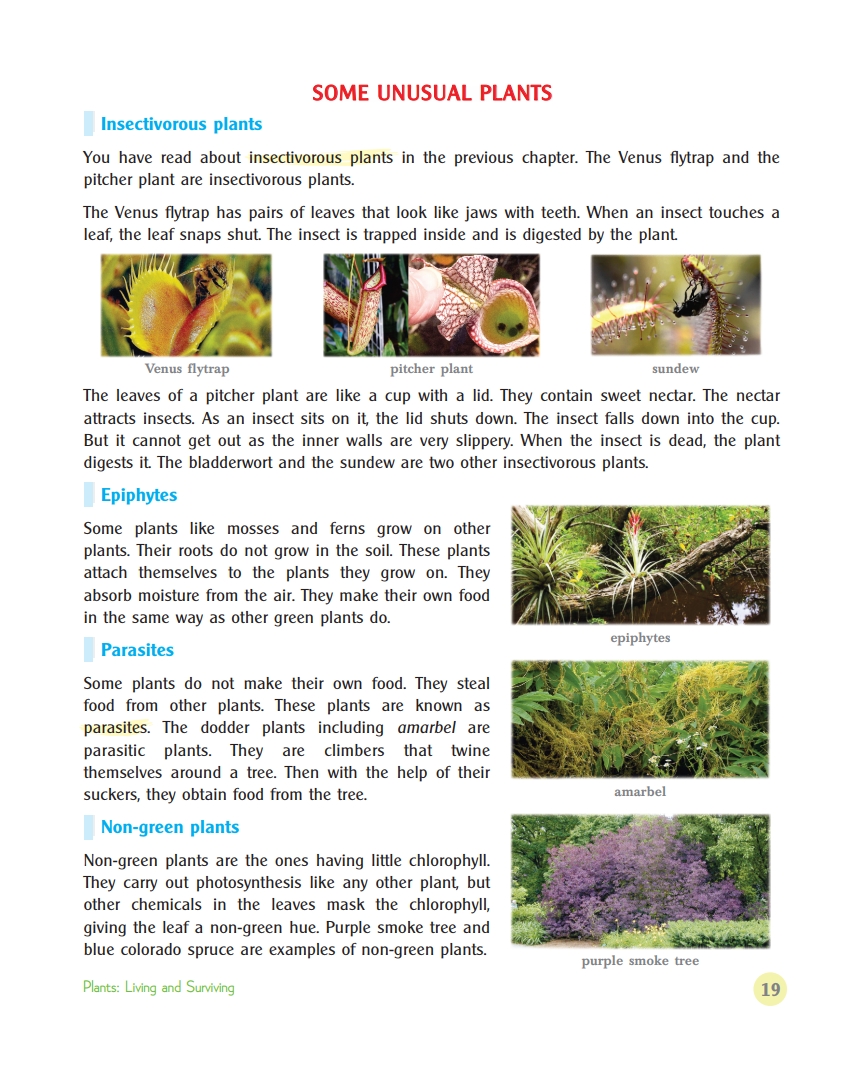 SOME UNUSUAL PLANTS
Insectivorous plants
You have read about insectivorous plants in the previous chapter. The Venus flytrap and the
pitcher plant are insectivorous plants.
The Venus flytrap has pairs of leaves that look like jaws with teeth. When an insect touches a
leaf, the leaf snaps shut. The insect is trapped inside and is digested by the plant.
Venus flytrap
pitcher plant
sundew
The leaves of a pitcher plant are like a cup with a lid. They contain sweet nectar. The nectar
attracts insects. As an insect sits on it, the lid shuts down. The insect falls down into the cup.
But it cannot get out as the inner walls are very slippery. When the insect is dead, the plant
digests it. The bladderwort and the sundew are two other insectivorous plants.
Epiphytes
Some plants like mosses and ferns grow on other
plants. Their roots do not grow in the soil. These plants
attach themselves to the plants they grow on. They
absorb moisture from the air. They make their own food
in the same way as other green plants do.
epiphytes
Parasites
Some plants do not make their own food. They steal
food from other plants. These plants are known as
parasites. The dodder plants including amarbel are
parasitic plants. They are climbers that twine
themselves around a tree. Then with the help of their
suckers, they obtain food from the tree.
amarbel
Non-green plants
Non-green plants are the ones having little chlorophyll.
They carry out photosynthesis like any other plant, but
other chemicals in the leaves mask the chlorophyll,
giving the leaf a non-green hue. Purple smoke tree and
blue colorado spruce are examples of non-green plants.
purple smoke tree
Plants: Living and Surviving
19